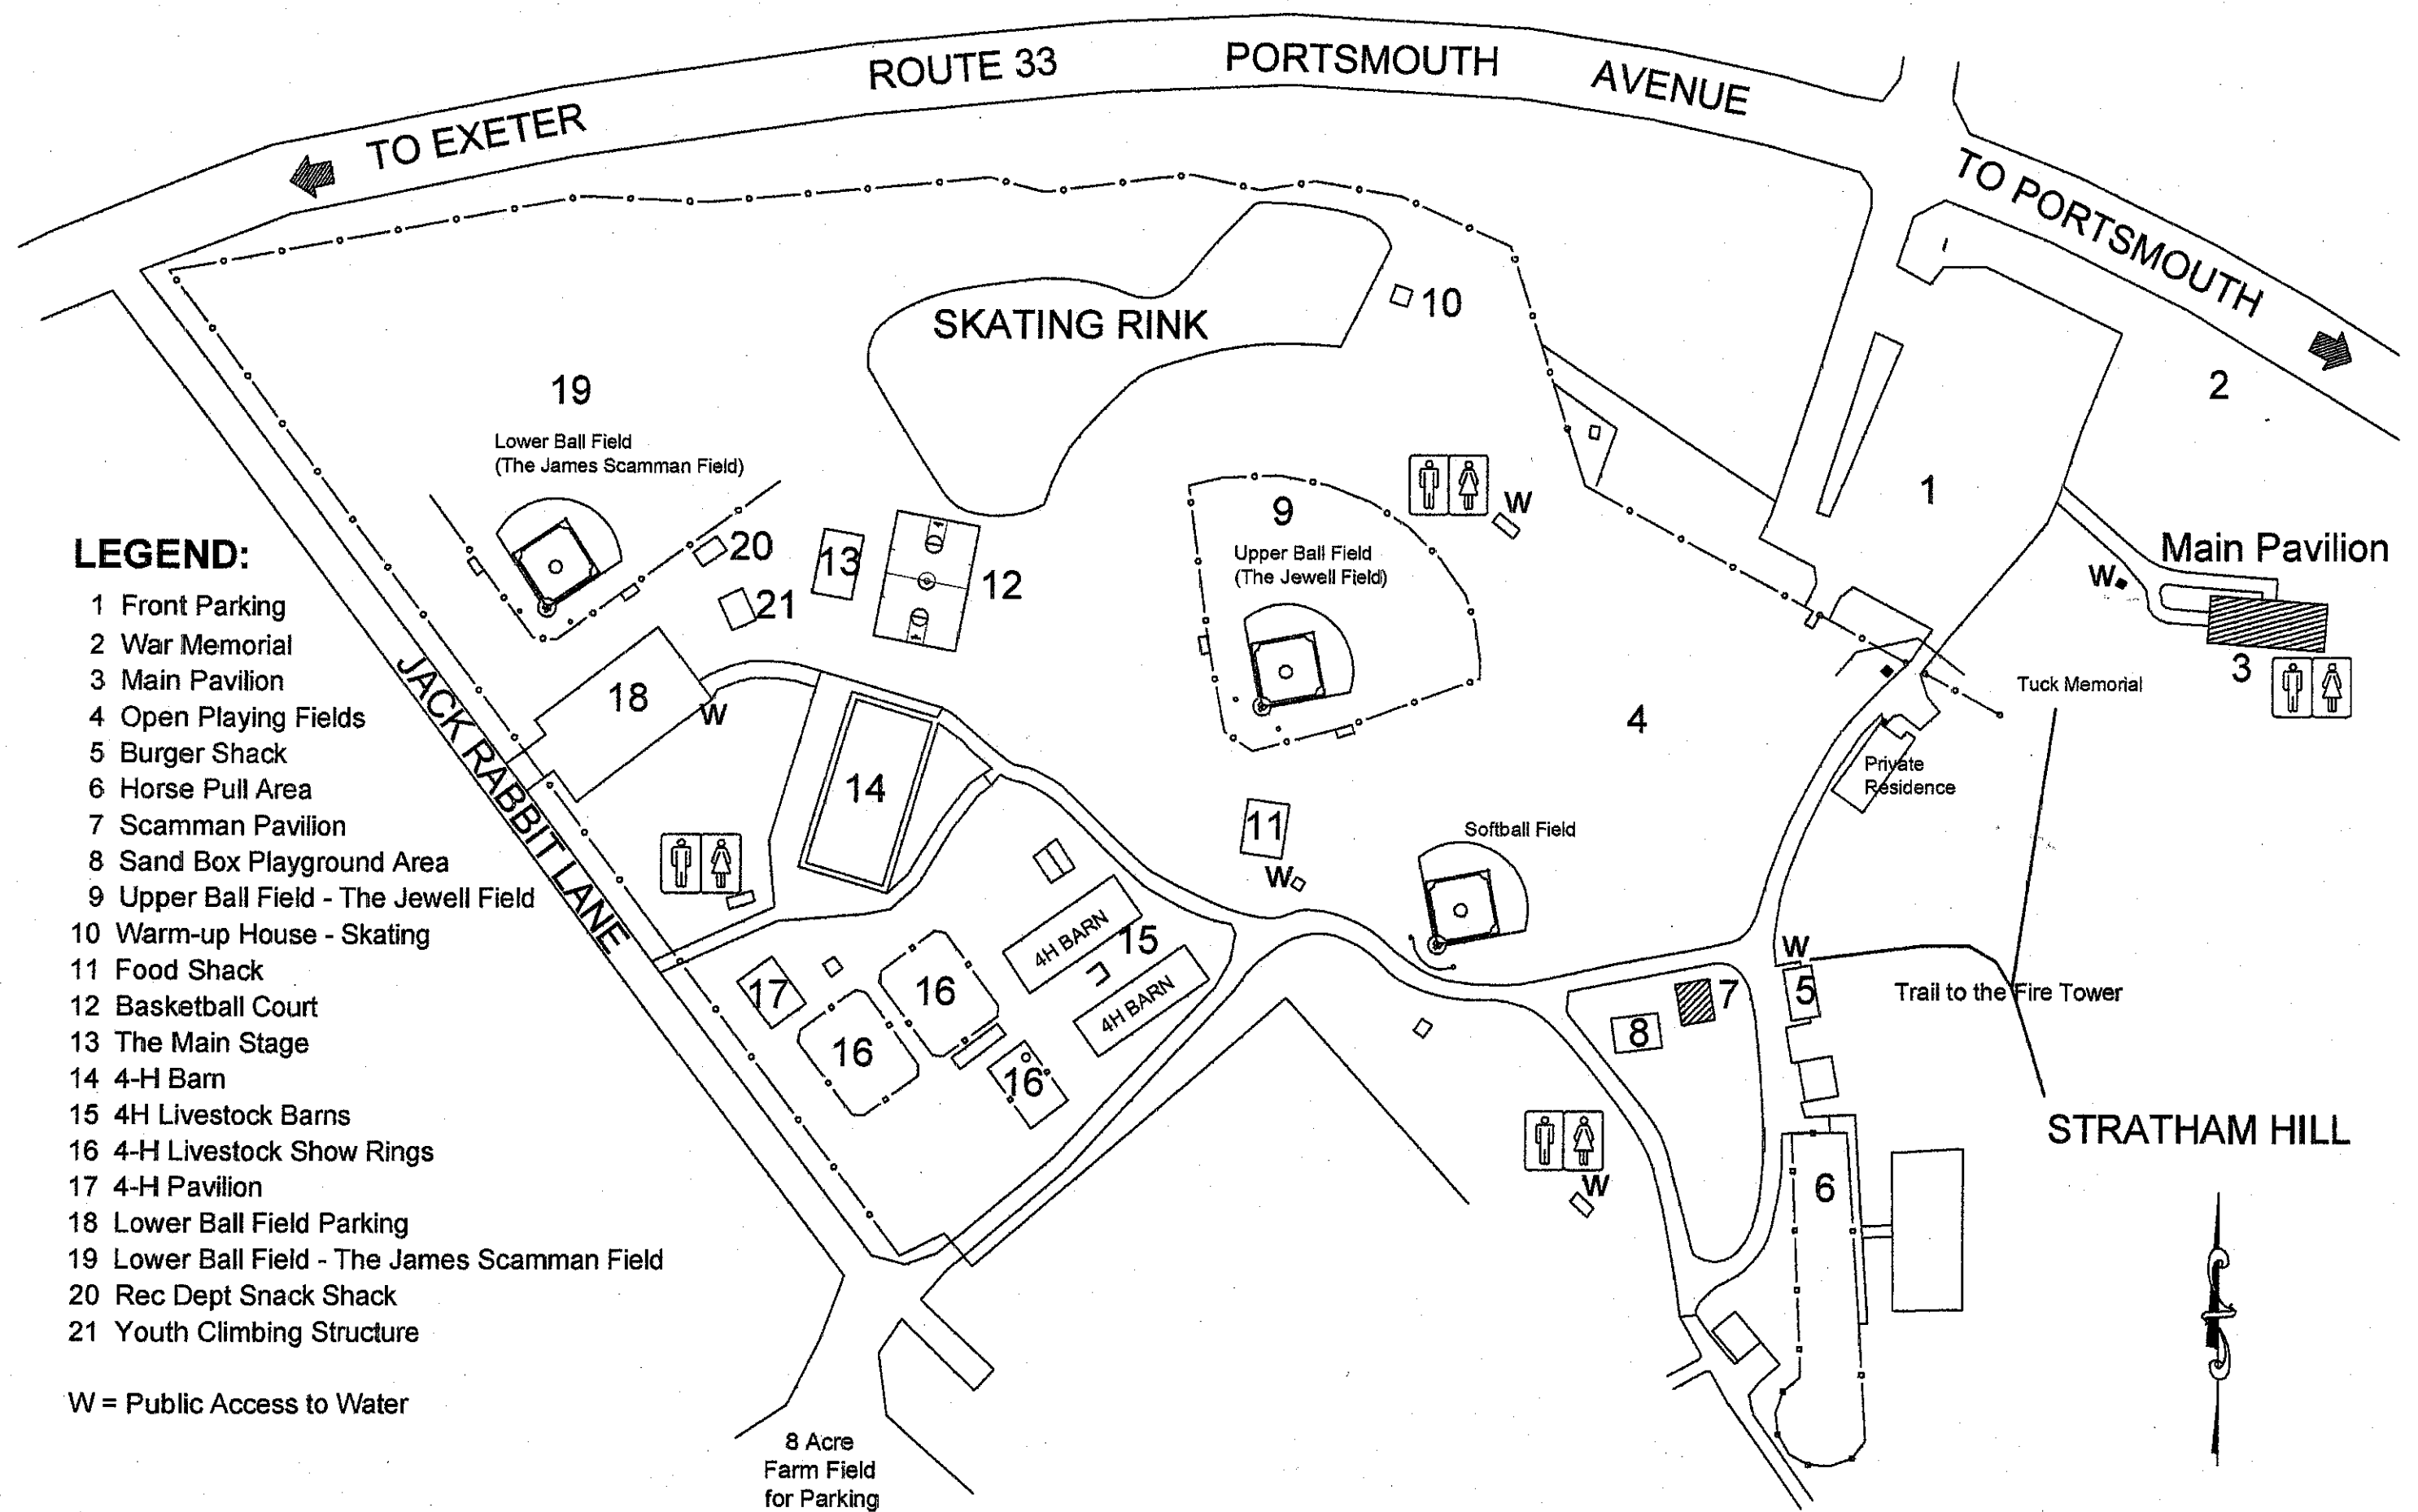 ROUTE 33 PORTSMOUTH AVENUE
TO EXETER
TO PORTSMOUTH
SKATING RINK
10
19
Lower Ball Field
(The James Scamman Field)
2
1
9
W
Upper Ball Field
(The Jewell Field)
20
13
12
21
Main Pavilion
W
3
18
W
14
4
Tuck Memorial
Private
Residence
JACK RABBIT LANE
11
W
Softball Field
4H BARN
15
4H BARN
17
16
16
16
W
5
7
8
Trail to the Fire Tower
STRATHAM HILL
W
6
8 Acre
Farm Field
for Parking
LEGEND:
1 Front Parking
2 War Memorial
3 Main Pavilion
4 Open Playing Fields
5 Burger Shack
6 Horse Pull Area
7 Scamman Pavilion
8 Sand Box Playground Area
9 Upper Ball Field - The Jewell Field
10 Warm-up House - Skating
11 Food Shack
12 Basketball Court
13 The Main Stage
14 4-H Barn
15 4H Livestock Barns
16 4-H Livestock Show Rings
17 4-H Pavilion
18 Lower Ball Field Parking
19 Lower Ball Field - The James Scamman Field
20 Rec Dept Snack Shack
21 Youth Climbing Structure
W = Public Access to Water